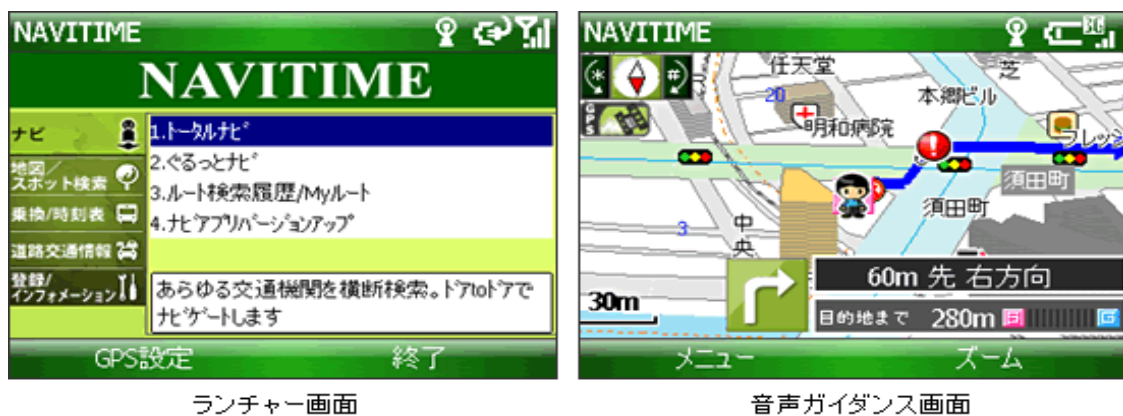 NAVITIME
NAVITIME
ナビ
地図/
スポット検索
乗換/時刻表
道路交通情報
登録/
インフォメーション
1.トータルナビ
2.ぐるっとナビ
3.ルート検索履歴/Myルート
4.ナビアプリバージョンアップ
あらゆる交通機関を横断検索。ドアtoドアで
ナビゲートします
GPS設定
終了
ランチャー画面
NAVITIME
3G
* #
GPS
任天堂
芝
20
本郷ビル
明和病院
フレッシ
須田町
須田町
3
中
央
60m 先 右方向
30m
目的地まで 280m
メニュー
ズーム
音声ガイダンス画面